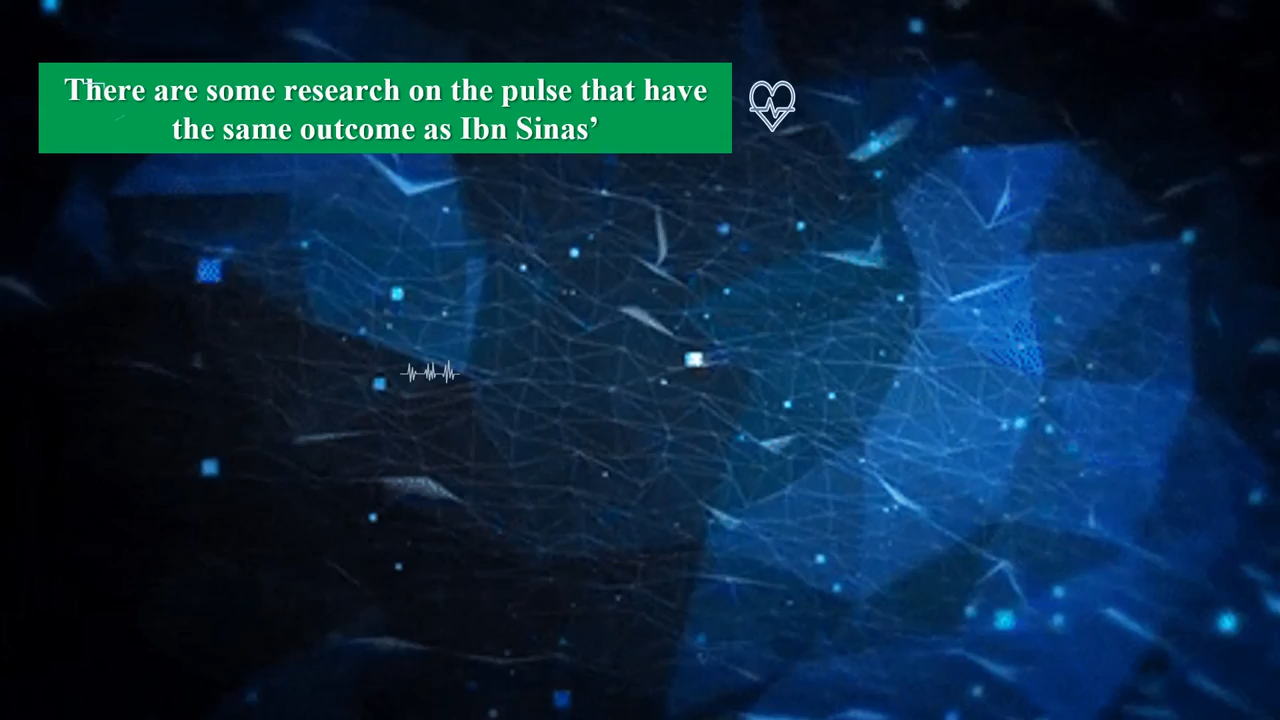 There are some research on the pulse that have
the same outcome as Ibn Sinas’